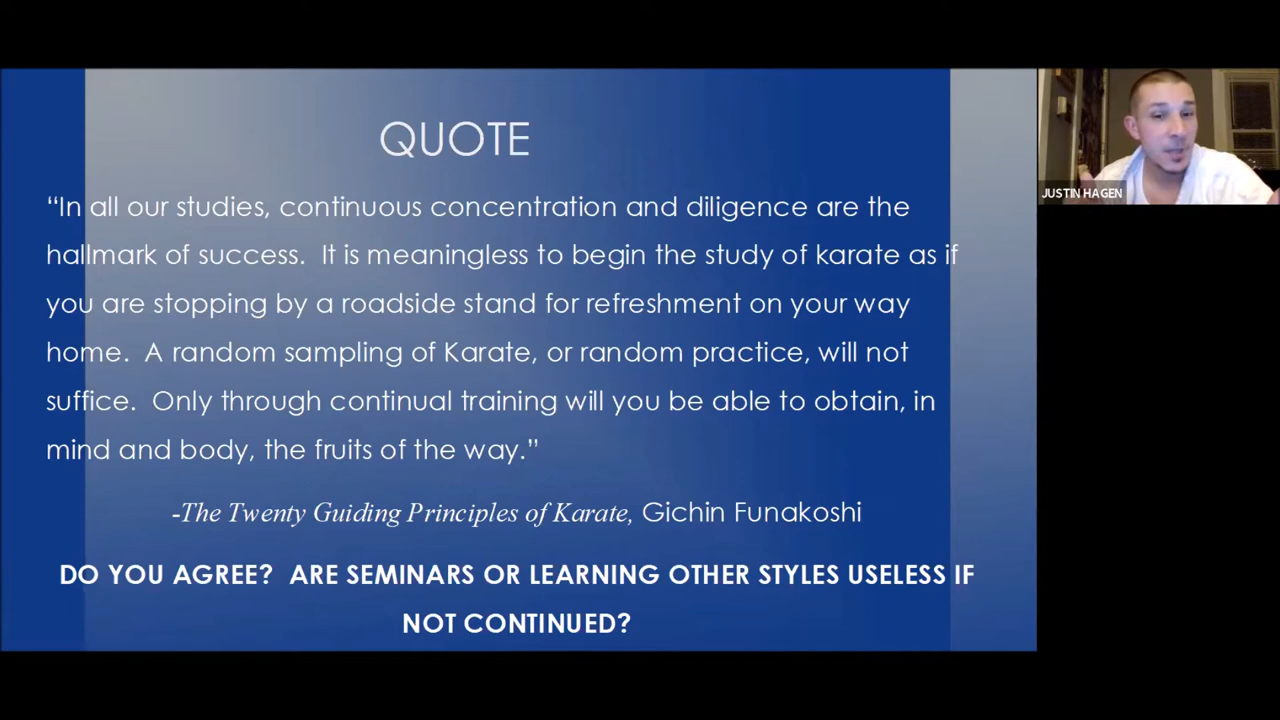 QUOTE
“In all our studies, continuous concentration and diligence are the
hallmark of success.  It is meaningless to begin the study of karate as if
you are stopping by a roadside stand for refreshment on your way
home.  A random sampling of Karate, or random practice, will not
suffice.  Only through continual training will you be able to obtain, in
mind and body, the fruits of the way.”
-The Twenty Guiding Principles of Karate, Gichin Funakoshi
DO YOU AGREE?  ARE SEMINARS OR LEARNING OTHER STYLES USELESS IF
NOT CONTINUED?
JUSTIN HAGEN